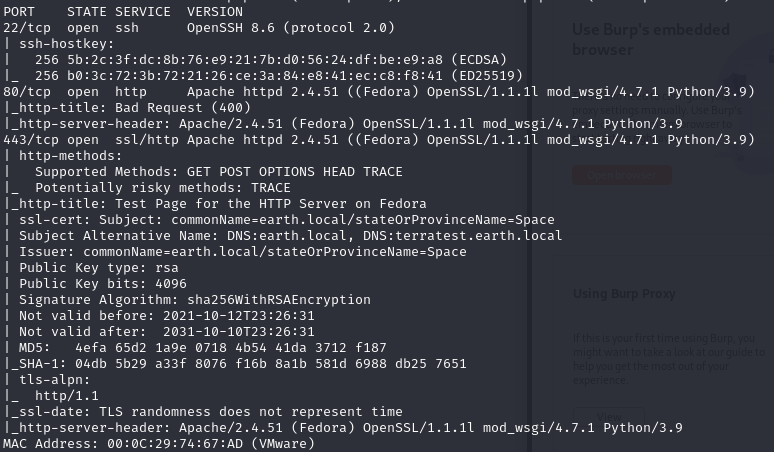 PORT    STATE SERVICE  VERSION
22/tcp  open  ssh      OpenSSH 8.6 (protocol 2.0)
| ssh-hostkey:
|   256 5b:2c:3f:dc:8b:76:e9:21:7b:d0:56:24:df:be:e9:a8 (ECDSA)
|_  256 b0:3c:72:3b:72:21:26:ce:3a:84:e8:41:ec:c8:f8:41 (ED25519)
80/tcp  open  http     Apache httpd 2.4.51 ((Fedora) OpenSSL/1.1.1l mod_wsgi/4.7.1 Python/3.9)
|_http-title: Bad Request (400)
|_http-server-header: Apache/2.4.51 (Fedora) OpenSSL/1.1.1l mod_wsgi/4.7.1 Python/3.9
443/tcp open  ssl/http Apache httpd 2.4.51 ((Fedora) OpenSSL/1.1.1l mod_wsgi/4.7.1 Python/3.9)
| http-methods:
|   Supported Methods: GET POST OPTIONS HEAD TRACE
|_  Potentially risky methods: TRACE
|_http-title: Test Page for the HTTP Server on Fedora
| ssl-cert: Subject: commonName=earth.local/stateOrProvinceName=Space
| Subject Alternative Name: DNS:earth.local, DNS:terratest.earth.local
| Issuer: commonName=earth.local/stateOrProvinceName=Space
| Public Key type: rsa
| Public Key bits: 4096
| Signature Algorithm: sha256WithRSAEncryption
| Not valid before: 2021-10-12T23:26:31
| Not valid after:  2031-10-10T23:26:31
| MD5:   4efa 65d2 1a9e 0718 4b54 41da 3712 f187
|_SHA-1: 04db 5b29 a33f 8076 f16b 8a1b 581d 6988 db25 7651
| tls-alpn:
|_  http/1.1
|_ssl-date: TLS randomness does not represent time
|_http-server-header: Apache/2.4.51 (Fedora) OpenSSL/1.1.1l mod_wsgi/4.7.1 Python/3.9
MAC Address: 00:0C:29:74:67:AD (VMware)
Use Burp's embedded
browser
proxy settings manually. Use Burp's
browser to
Using Burp Proxy
If this is your first time using Burp, you
might want to take a look at our guide to
help you get the most out of your
experience.
View